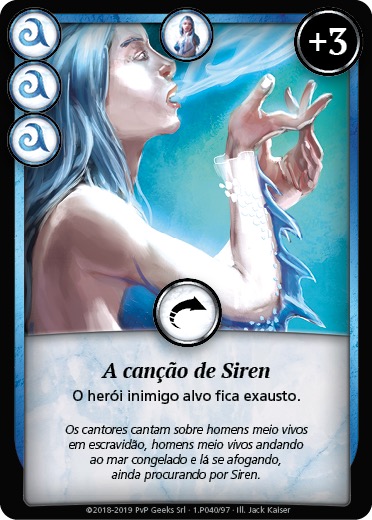 +3
A canção de Siren
O herói inimigo alvo fica exausto.
Os cantores cantam sobre homens meio vivos
em escravidão, homens meio vivos andando
ao mar congelado e lá se afogando,
ainda procurando por Siren.
©2018-2019 PvP Geeks Srl · 1.P040/97 · Ill. Jack Kaiser